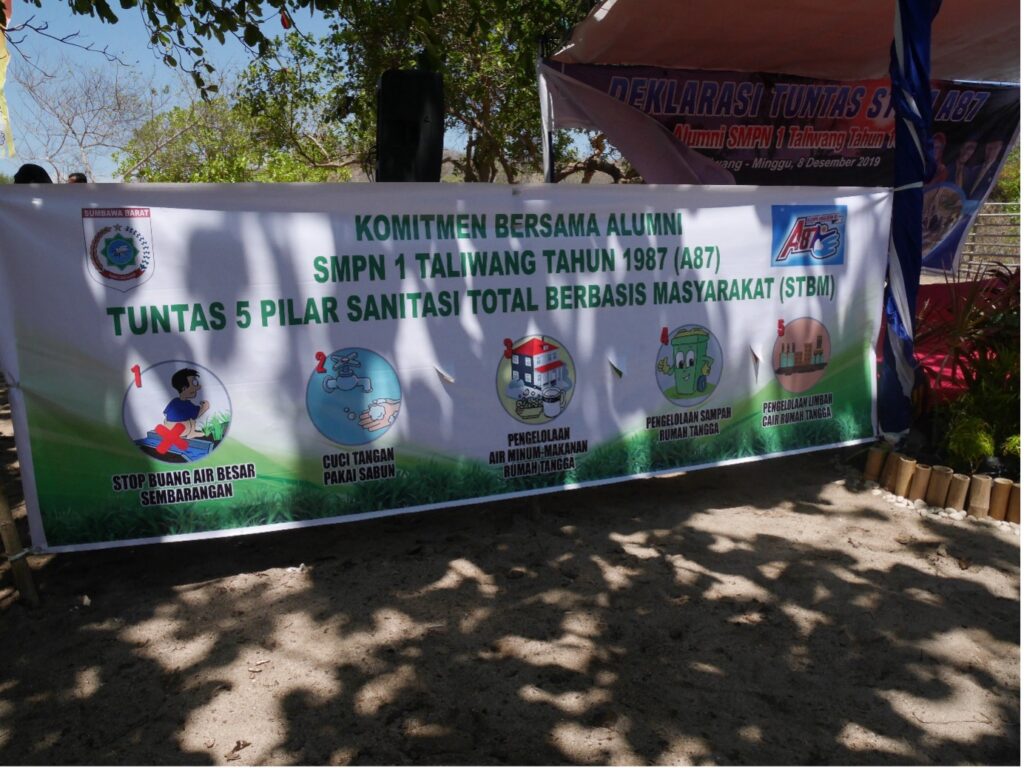 DEKLARASI TUNTAS A87
Alumni SMPN 1 Taliwang Tahun
Minggu, 8 Desember 2019
SUMBAWA BARAT
KOMITMEN BERSAMA ALUMNI
SMPN 1 TALIWANG TAHUN 1987 (A87)
TUNTAS 5 PILAR SANITASI TOTAL BERBASIS MASYARAKAT (STBM)
A87
1
STOP BUANG AIR BESAR
SEMBARANGAN
2
CUCI TANGAN
PAKAI SABUN
3
PENGELOLAAN
AIR MINUM-MAKANAN
RUMAH TANGGA
4
PENGELOLAAN SAMPAH
RUMAH TANGGA
5
PENGELOLAAN LIMBAH
CAIR RUMAH TANGGA